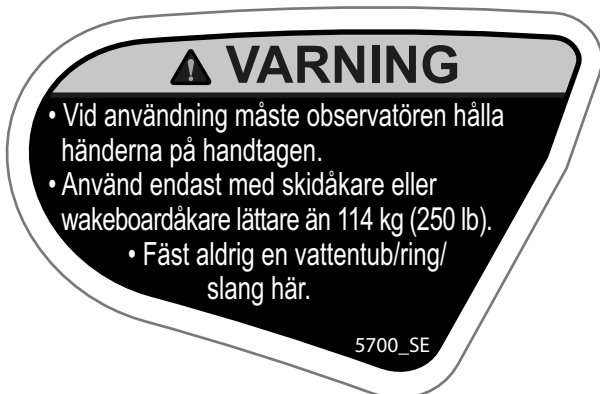 VARNING
• Vid användning måste observatören hålla
händerna på handtagen.
• Använd endast med skidåkare eller
wakeboardåkare lättare än 114 kg (250 lb).
• Fäst aldrig en vattentub/ring/
slang här.
5700_SE